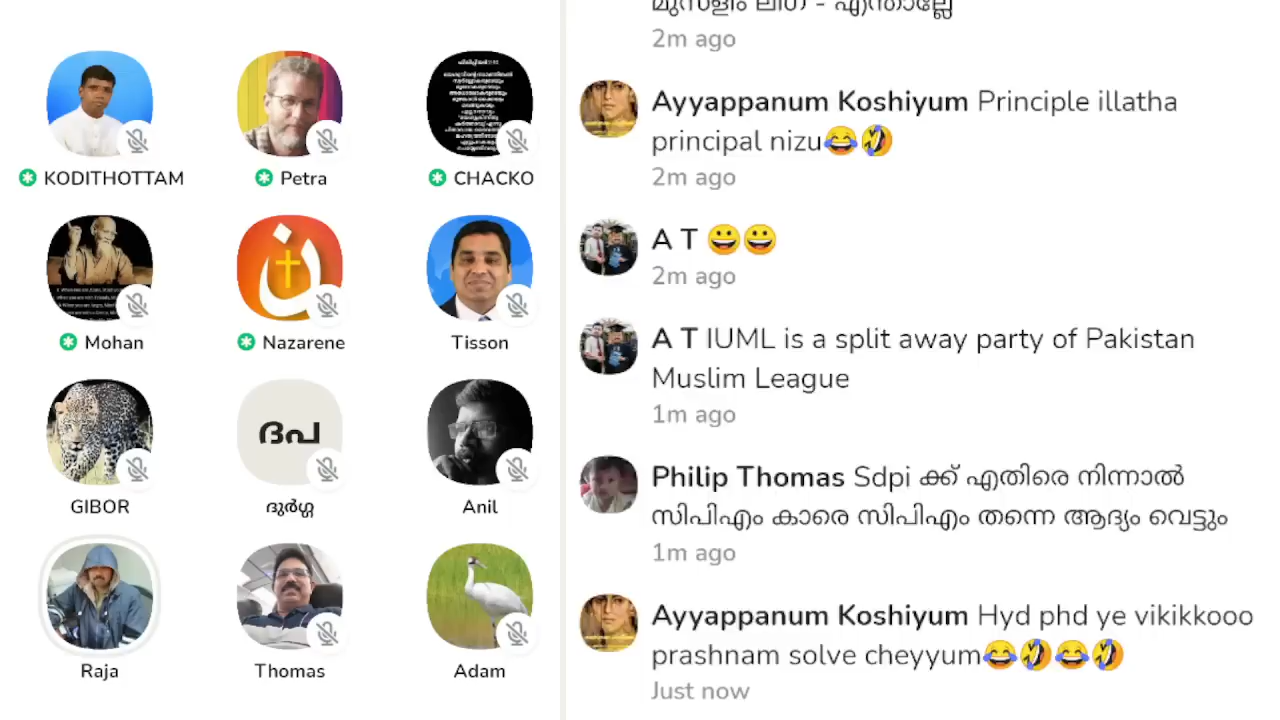 KODITHOTTAM
Petra
CHACKO
Mohan
Nazarene
Tisson
ദപ
GIBOR
ദുർഗ്ഗ
Anil
Raja
Thomas
Adam
മുസ്ളിം ലീഗ് - എന്താല്ലേ
2m ago
Ayyappanum Koshiyum Principle illatha
principal nizu😂🤣
2m ago
A T 😀😀
2m ago
A T IUML is a split away party of Pakistan
Muslim League
1m ago
Philip Thomas Sdpi ക്ക് എതിരെ നിന്നാൽ
സിപിഎം കാരെ സിപിഎം തന്നെ ആദ്യം വെട്ടും
1m ago
Ayyappanum Koshiyum Hyd phd ye vikikkooo
prashnam solve cheyyum😂🤣😂🤣
Just now